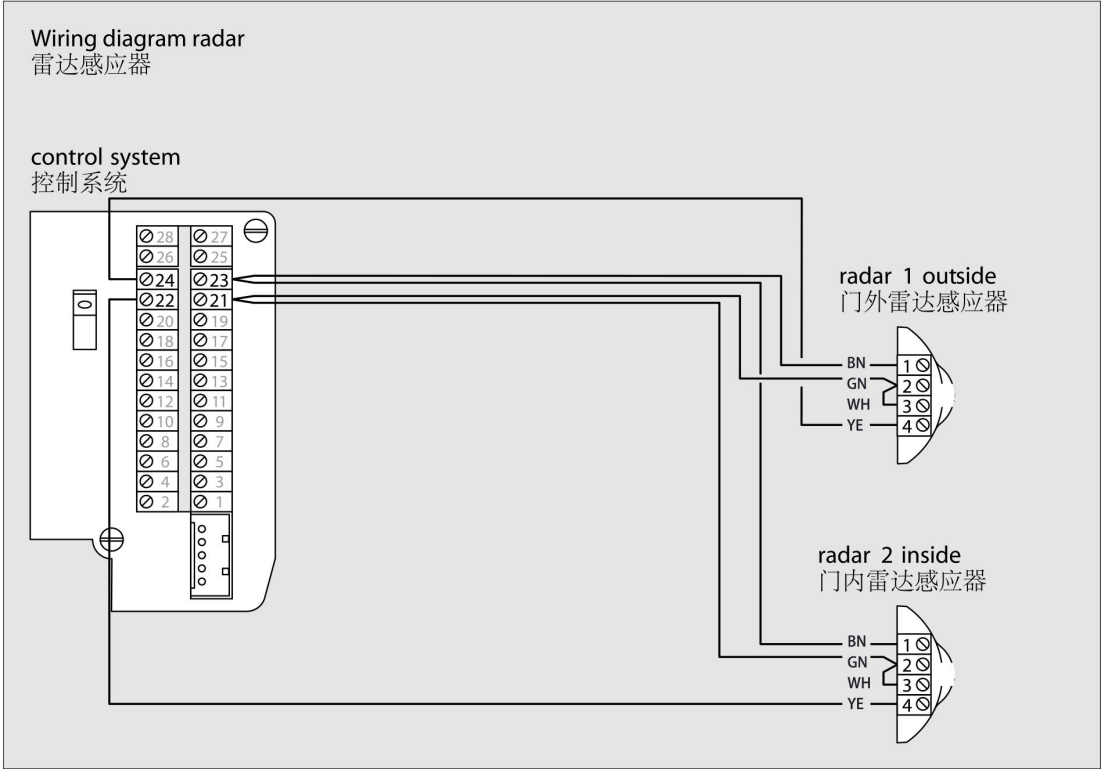 Wiring diagram radar
雷达感应器
control system
控制系统
28 27
26 25
24 23
22 21
20 19
18 17
16 15
14 13
12 11
10 9
8 7
6 5
4 3
2 1
radar 1 outside
门外雷达感应器
BN 1
GN 2
WH 3
YE 4
radar 2 inside
门内雷达感应器
BN 1
GN 2
WH 3
YE 4